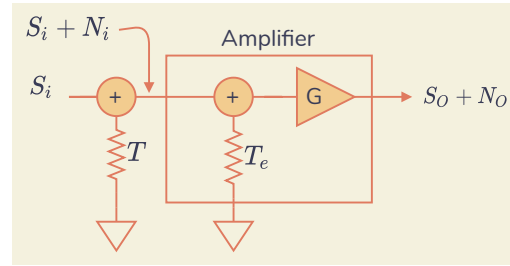 S_i + N_i
Amplifier
S_i
+
+
G
S_O + N_O
T
T_e